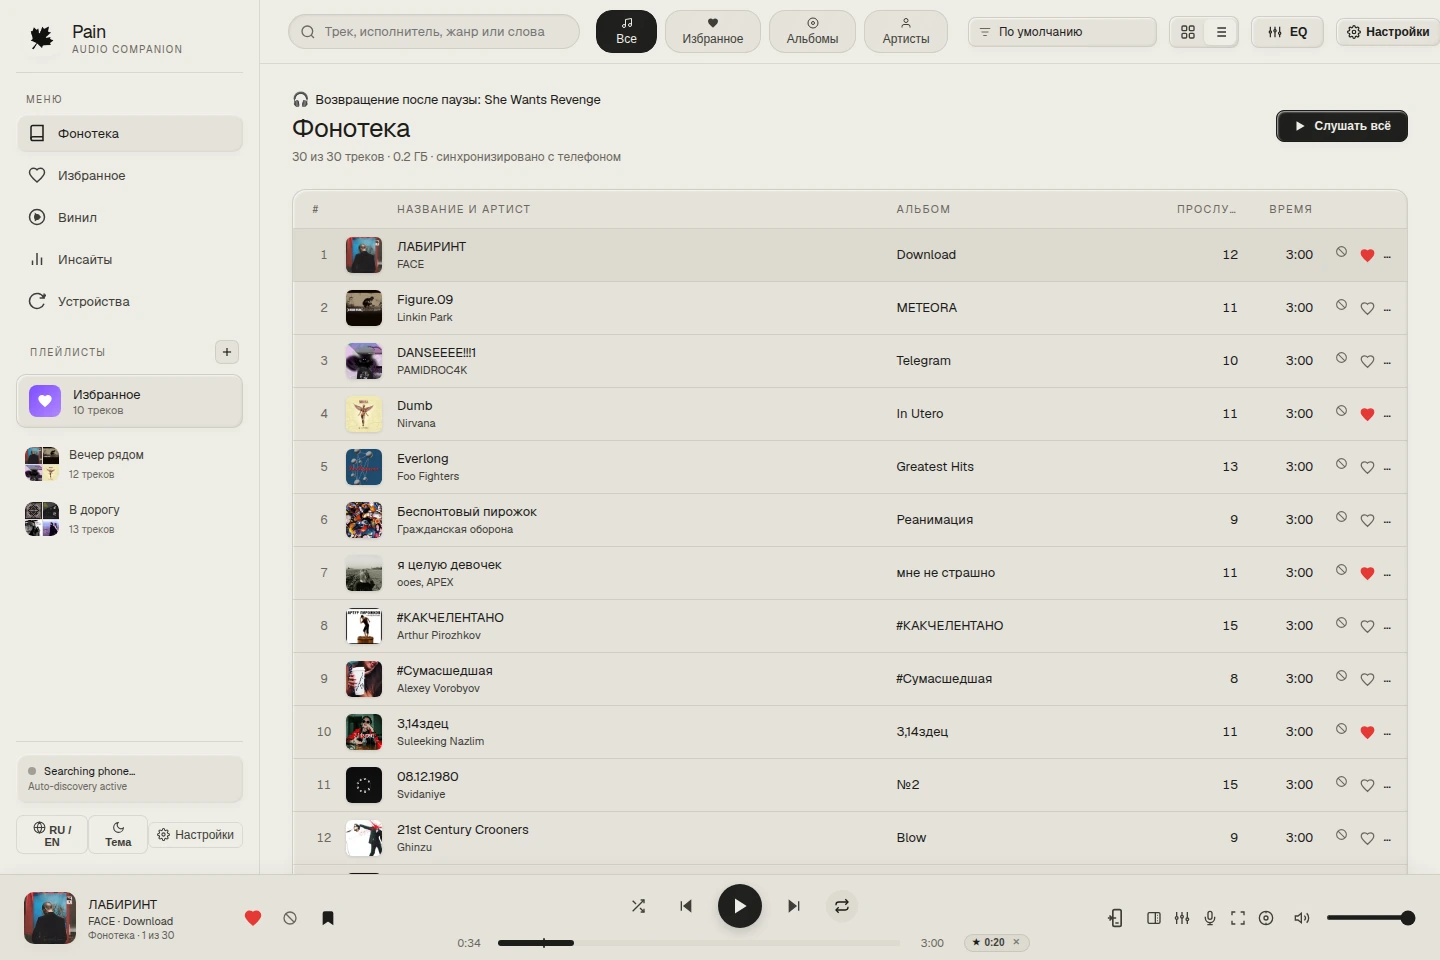 Pain
AUDIO COMPANION
МЕНЮ
Фонотека
Избранное
Винил
Инсайты
Устройства
ПЛЕЙЛИСТЫ
Избранное
10 треков
Вечер рядом
12 треков
В дорогу
13 треков
Searching phone…
Auto-discovery active
RU / EN
Тема
Настройки
Трек, исполнитель, жанр или слова
Все
Избранное
Альбомы
Артисты
По умолчанию
EQ
Настройки
Возвращение после паузы: She Wants Revenge
Фонотека
30 из 30 треков · 0.2 ГБ · синхронизировано с телефоном
Слушать всё
# НАЗВАНИЕ И АРТИСТ АЛЬБОМ ПРОСЛУ… ВРЕМЯ
1 ЛАБИРИНТ Download 12 3:00 …
FACE
2 Figure.09 METEORA 11 3:00 …
Linkin Park
3 DANSEEEE!!!1 Telegram 10 3:00 …
PAMIDROC4K
4 Dumb In Utero 11 3:00 …
Nirvana
5 Everlong Greatest Hits 13 3:00 …
Foo Fighters
6 Беспонтовый пирожок Реанимация 9 3:00 …
Гражданская оборона
7 я целую девочек мне не страшно 11 3:00 …
ooes, APEX
8 #КАКЧЕЛЕНТАНО #КАКЧЕЛЕНТАНО 15 3:00 …
Arthur Pirozhkov
9 #Сумасшедшая #Сумасшедшая 8 3:00 …
Alexey Vorobyov
10 3,14здец 3,14здец 11 3:00 …
Suleeking Nazlim
11 08.12.1980 №2 15 3:00 …
Svidaniye
12 21st Century Crooners Blow 9 3:00 …
Ghinzu
ЛАБИРИНТ
FACE · Download
Фонотека · 1 из 30
0:34
3:00
★ 0:20 ×